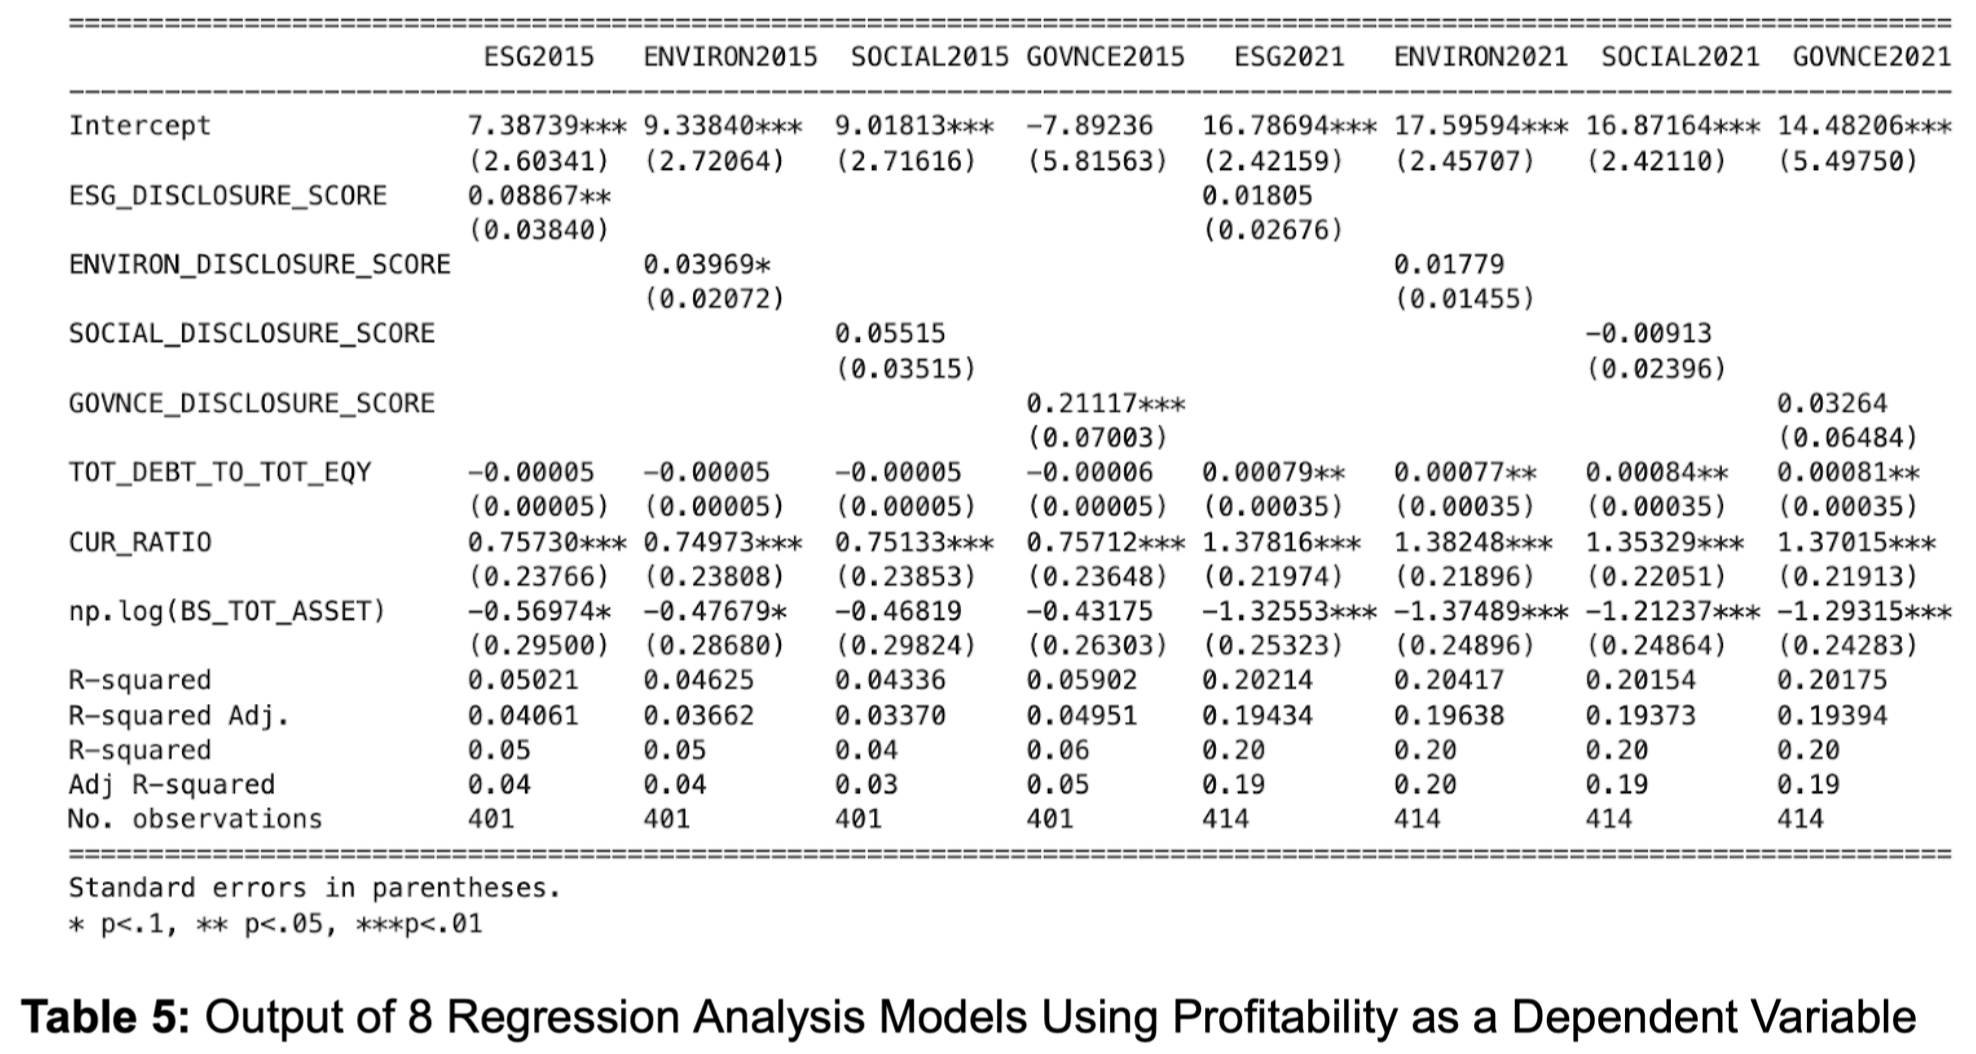 ESG2015 ENVIRON2015 SOCIAL2015 GOVNCE2015 ESG2021 ENVIRON2021 SOCIAL2021 GOVNCE2021
Intercept 7.38739*** 9.33840*** 9.01813*** −7.89236 16.78694*** 17.59594*** 16.87164*** 14.48206***
(2.60341) (2.72064) (2.71616) (5.81563) (2.42159) (2.45707) (2.42110) (5.49750)
ESG_DISCLOSURE_SCORE 0.08867** 0.01805
(0.03840) (0.02676)
ENVIRON_DISCLOSURE_SCORE 0.03969* 0.01779
(0.02072) (0.01455)
SOCIAL_DISCLOSURE_SCORE 0.05515 −0.00913
(0.03515) (0.02396)
GOVNCE_DISCLOSURE_SCORE 0.21117*** 0.03264
(0.07003) (0.06484)
TOT_DEBT_TO_TOT_EQY −0.00005 −0.00005 −0.00005 −0.00006 0.00079** 0.00077** 0.00084** 0.00081**
(0.00005) (0.00005) (0.00005) (0.00005) (0.00035) (0.00035) (0.00035) (0.00035)
CUR_RATIO 0.75730*** 0.74973*** 0.75133*** 0.75712*** 1.37816*** 1.38248*** 1.35329*** 1.37015***
(0.23766) (0.23808) (0.23853) (0.23648) (0.21974) (0.21896) (0.22051) (0.21913)
np.log(BS_TOT_ASSET) −0.56974* −0.47679* −0.46819 −0.43175 −1.32553*** −1.37489*** −1.21237*** −1.29315***
(0.29500) (0.28680) (0.29824) (0.26303) (0.25323) (0.24896) (0.24864) (0.24283)
R−squared 0.05021 0.04625 0.04336 0.05902 0.20214 0.20417 0.20154 0.20175
R−squared Adj. 0.04061 0.03662 0.03370 0.04951 0.19434 0.19638 0.19373 0.19394
R−squared 0.05 0.05 0.04 0.06 0.20 0.20 0.20 0.20
Adj R−squared 0.04 0.04 0.03 0.05 0.19 0.20 0.19 0.19
No. observations 401 401 401 401 414 414 414 414
Standard errors in parentheses.
* p<.1, ** p<.05, ***p<.01
Table 5: Output of 8 Regression Analysis Models Using Profitability as a Dependent Variable